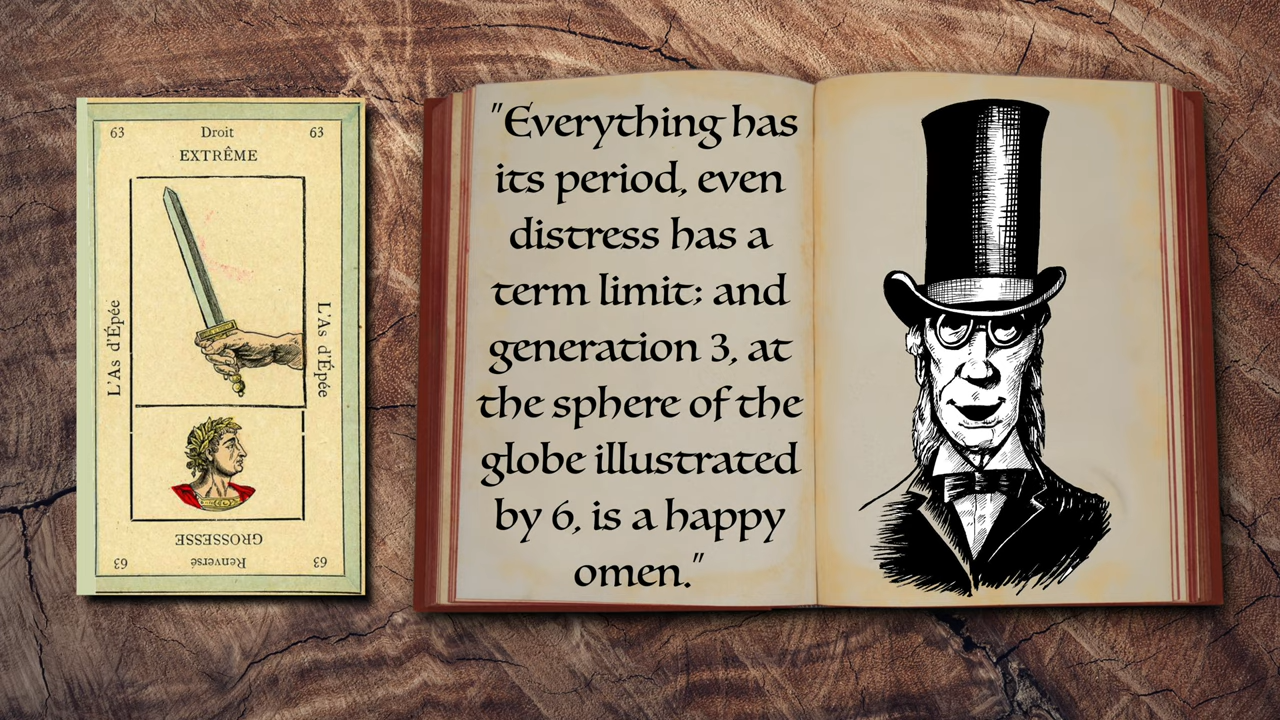 63 Droit 63
EXTRÊME
L'As d'Épée
L'As d'Épée
GROSSESSE
63 Renversé 63
"Everything has
its period, even
distress has a
term limit; and
generation 3, at
the sphere of the
globe illustrated
by 6, is a happy
omen."